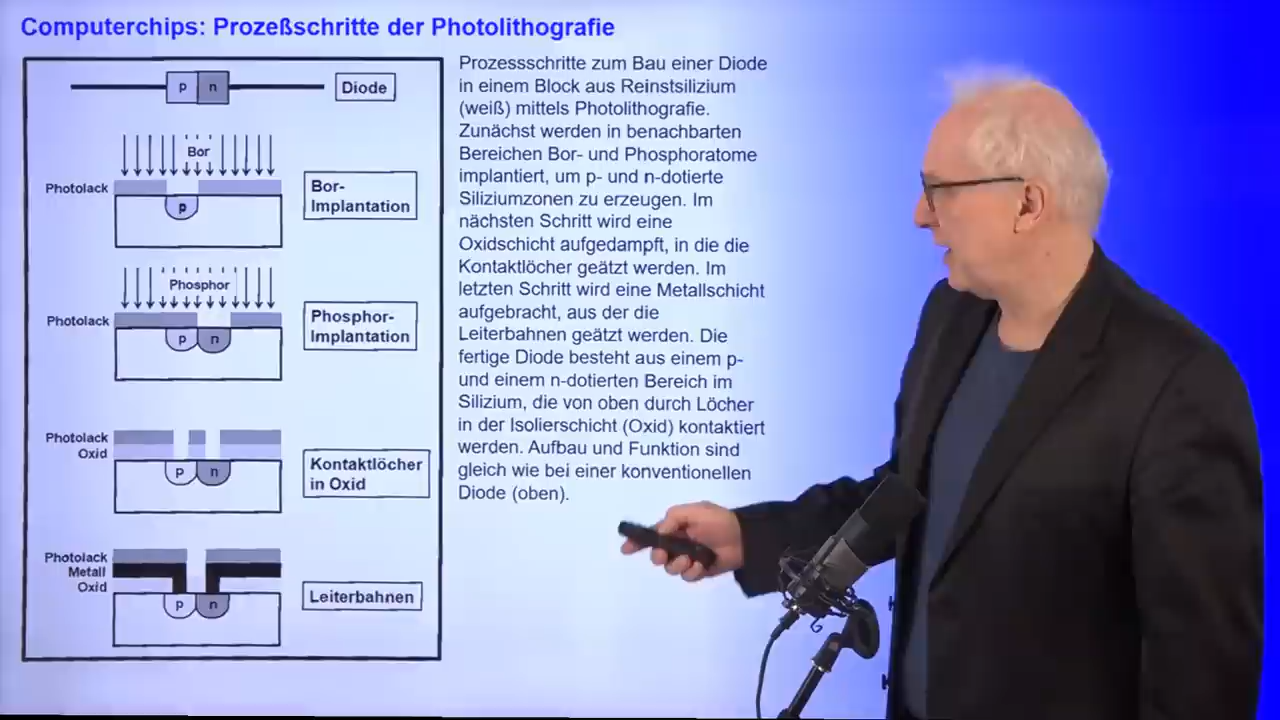 Computerchips: Prozeßschritte der Photolithografie
p n
Diode
Bor
Photolack
p
Bor-
Implantation
Phosphor
Photolack
p n
Phosphor-
Implantation
Photolack
Oxid
p n
Kontaktlöcher
in Oxid
Photolack
Metall
Oxid
p n
Leiterbahnen
Prozessschritte zum Bau einer Diode
in einem Block aus Reinstsilizium
(weiß) mittels Photolithografie.
Zunächst werden in benachbarten
Bereichen Bor- und Phosphoratome
implantiert, um p- und n-dotierte
Siliziumzonen zu erzeugen. Im
nächsten Schritt wird eine
Oxidschicht aufgedampft, in die die
Kontaktlöcher geätzt werden. Im
letzten Schritt wird eine Metallschicht
aufgebracht, aus der die
Leiterbahnen geätzt werden. Die
fertige Diode besteht aus einem p-
und einem n-dotierten Bereich im
Silizium, die von oben durch Löcher
in der Isolierschicht (Oxid) kontaktiert
werden. Aufbau und Funktion sind
gleich wie bei einer konventionellen
Diode (oben).